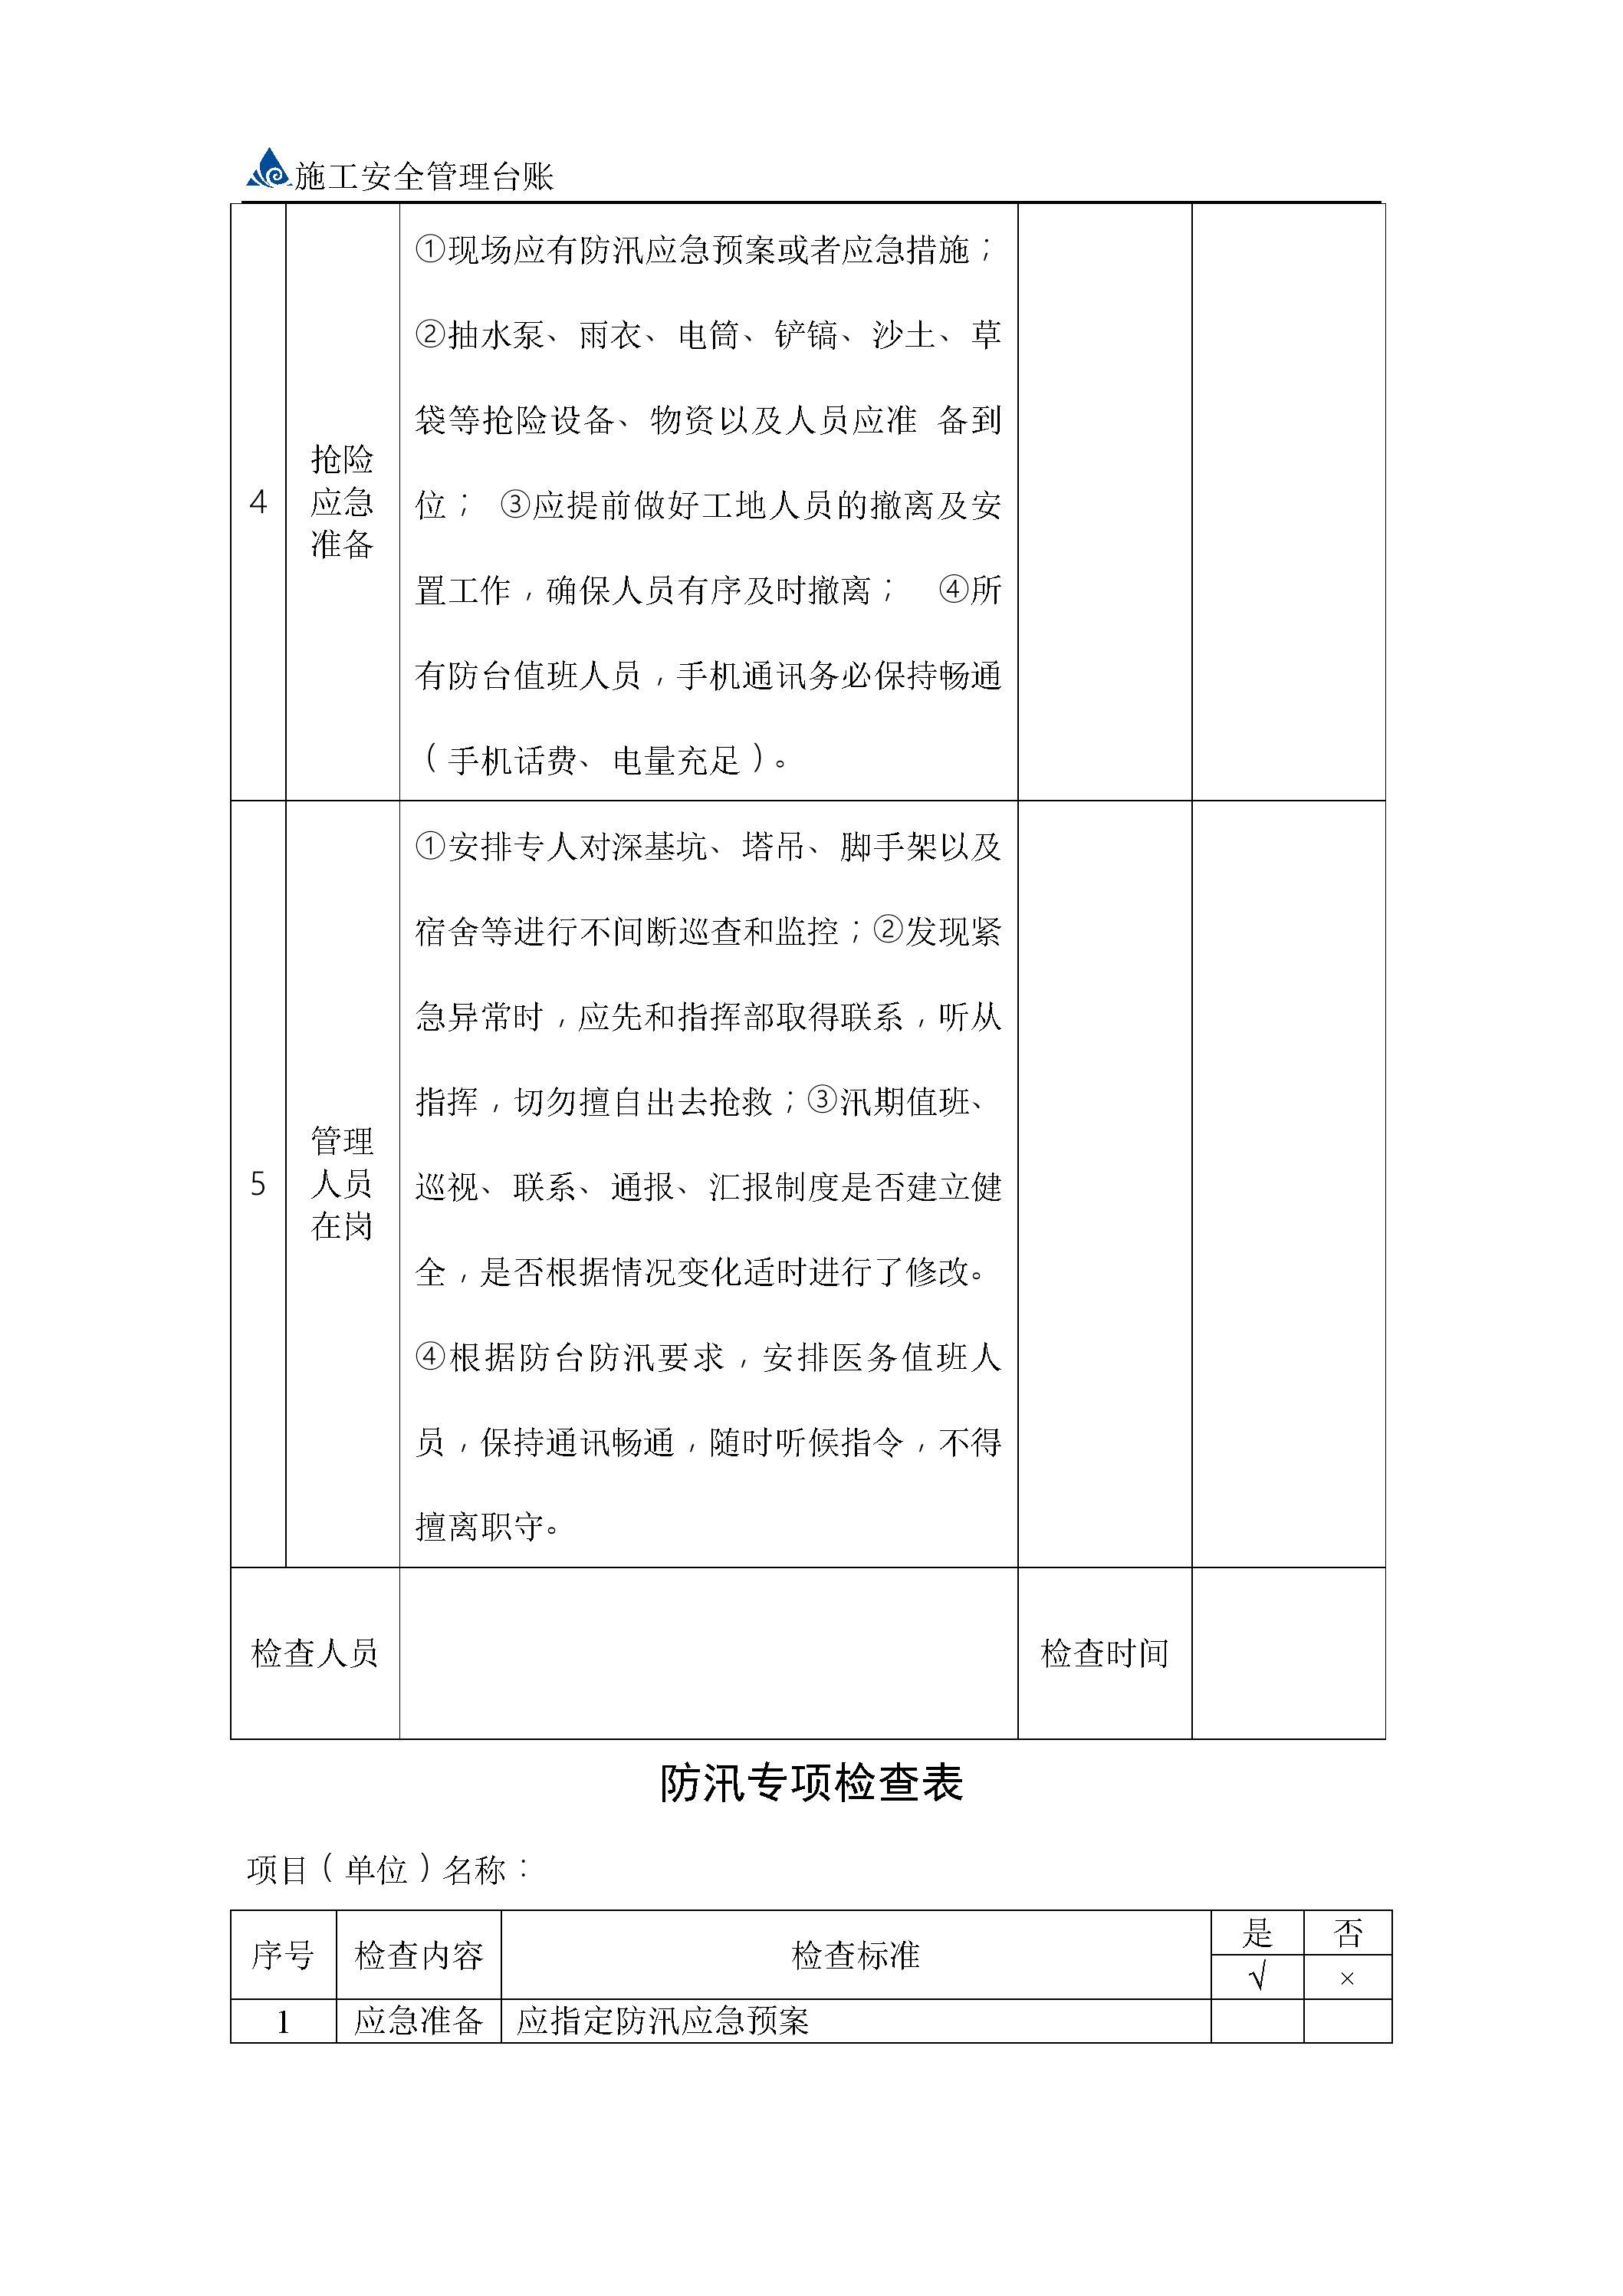 施工安全管理台账
4
抢险
应急
准备
①现场应有防汛应急预案或者应急措施；
②抽水泵、雨衣、电筒、铲镐、沙土、草
袋等抢险设备、物资以及人员应准 备到
位； ③应提前做好工地人员的撤离及安
置工作，确保人员有序及时撤离； ④所
有防台值班人员，手机通讯务必保持畅通
（手机话费、电量充足）。
5
管理
人员
在岗
①安排专人对深基坑、塔吊、脚手架以及
宿舍等进行不间断巡查和监控；②发现紧
急异常时，应先和指挥部取得联系，听从
指挥，切勿擅自出去抢救；③汛期值班、
巡视、联系、通报、汇报制度是否建立健
全，是否根据情况变化适时进行了修改。
④根据防台防汛要求，安排医务值班人
员，保持通讯畅通，随时听候指令，不得
擅离职守。
检查人员
检查时间
防汛专项检查表
项目（单位）名称：
序号 检查内容 检查标准 是 否
√ ×
1 应急准备 应指定防汛应急预案